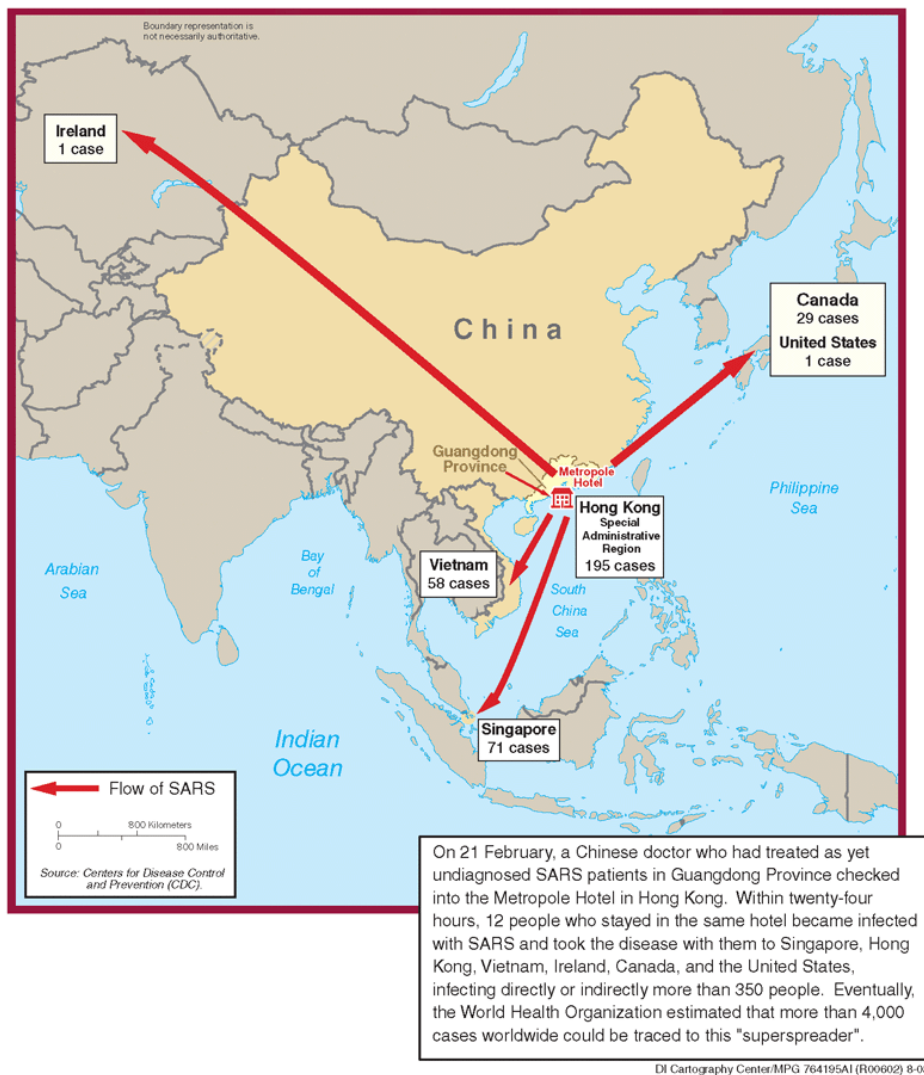 Boundary representation is
not necessarily authoritative.
Ireland
1 case
China
Canada
29 cases
United States
1 case
Guangdong
Province
Metropole
Hotel
Hong Kong
Special
Administrative
Region
195 cases
Philippine
Sea
Vietnam
58 cases
Arabian
Sea
Bay
of
Bengal
South
China
Sea
Singapore
71 cases
Indian
Ocean
Flow of SARS
0 800 Kilometers
0 800 Miles
Source: Centers for Disease Control
and Prevention (CDC).
On 21 February, a Chinese doctor who had treated as yet
undiagnosed SARS patients in Guangdong Province checked
into the Metropole Hotel in Hong Kong. Within twenty-four
hours, 12 people who stayed in the same hotel became infected
with SARS and took the disease with them to Singapore, Hong
Kong, Vietnam, Ireland, Canada, and the United States,
infecting directly or indirectly more than 350 people. Eventually,
the World Health Organization estimated that more than 4,000
cases worldwide could be traced to this "superspreader".
DI Cartography Center/MPG 764195AI (R00602) 8-0